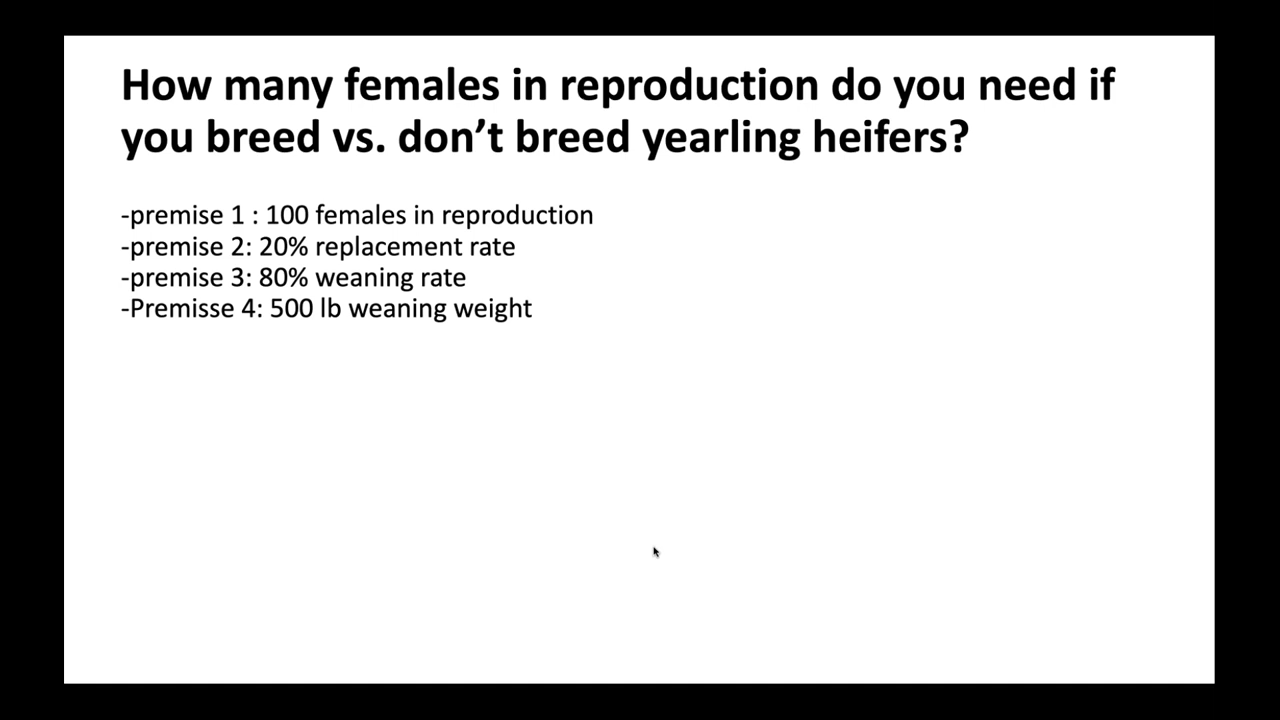 How many females in reproduction do you need if
you breed vs. don’t breed yearling heifers?
-premise 1 : 100 females in reproduction
-premise 2: 20% replacement rate
-premise 3: 80% weaning rate
-Premisse 4: 500 lb weaning weight